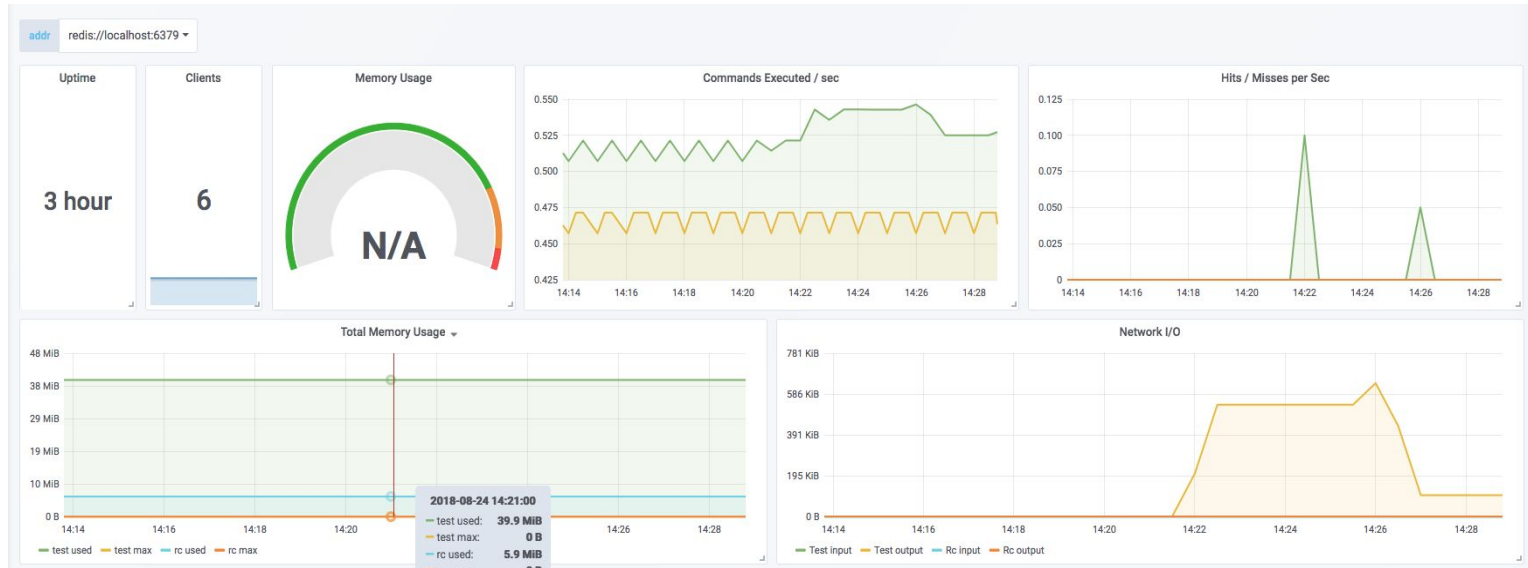 addr redis://localhost:6379
Uptime
3 hour
Clients
6
Memory Usage
N/A
Commands Executed / sec
0.550
0.525
0.500
0.475
0.450
0.425
14:14 14:16 14:18 14:20 14:22 14:24 14:26 14:28
Hits / Misses per Sec
0.125
0.100
0.075
0.050
0.025
0
14:14 14:16 14:18 14:20 14:22 14:24 14:26 14:28
Total Memory Usage
48 MiB
38 MiB
29 MiB
19 MiB
10 MiB
0 B
14:14 14:16 14:18 14:20 14:26 14:28
2018-08-24 14:21:00
test used: 39.9 MiB
test max: 0 B
rc used: 5.9 MiB
test used test max rc used rc max
Network I/O
781 KiB
586 KiB
391 KiB
195 KiB
0 B
14:14 14:16 14:18 14:20 14:22 14:24 14:26 14:28
Test input Test output Rc input Rc output